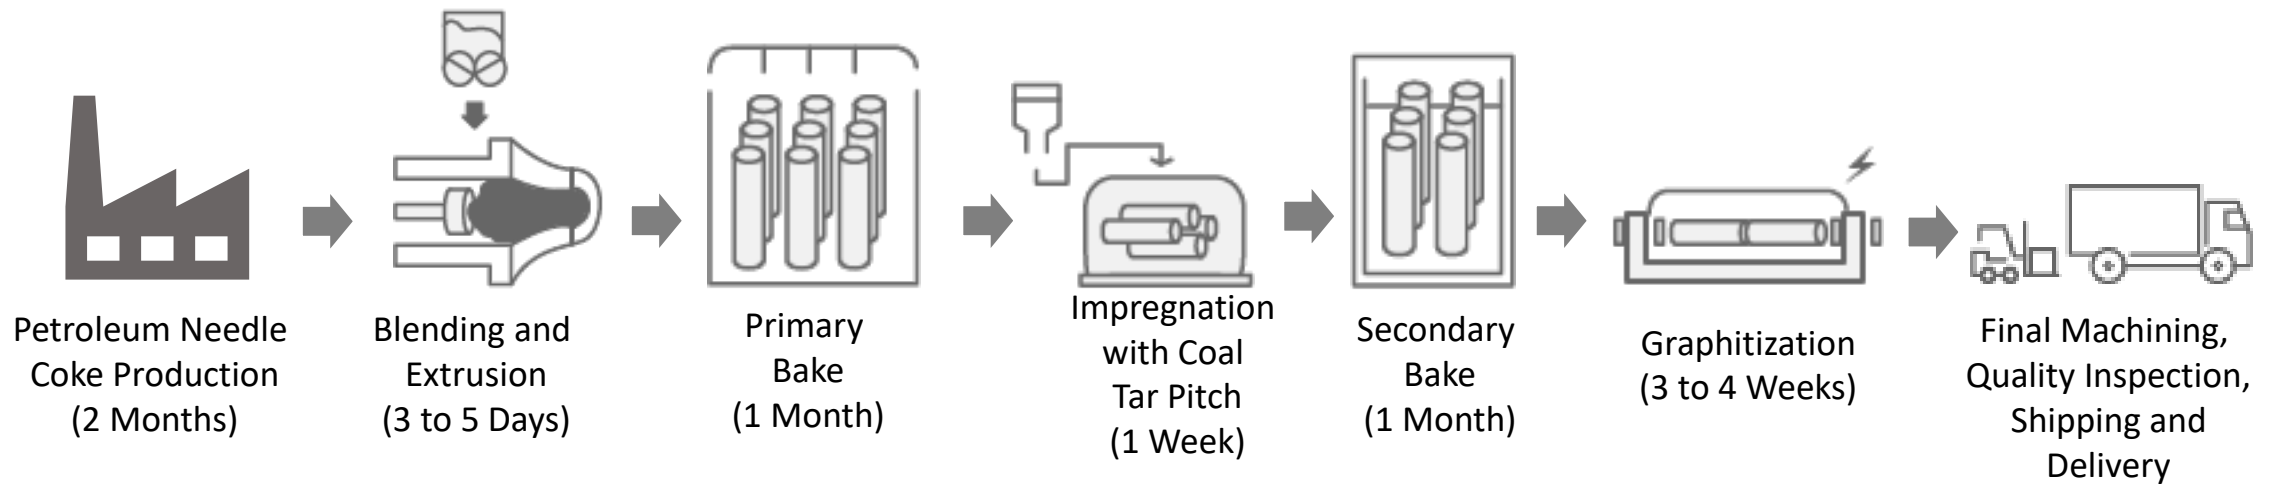 Petroleum Needle
Coke Production
(2 Months)
Blending and
Extrusion
(3 to 5 Days)
Primary
Bake
(1 Month)
Impregnation
with Coal
Tar Pitch
(1 Week)
Secondary
Bake
(1 Month)
Graphitization
(3 to 4 Weeks)
Final Machining,
Quality Inspection,
Shipping and
Delivery